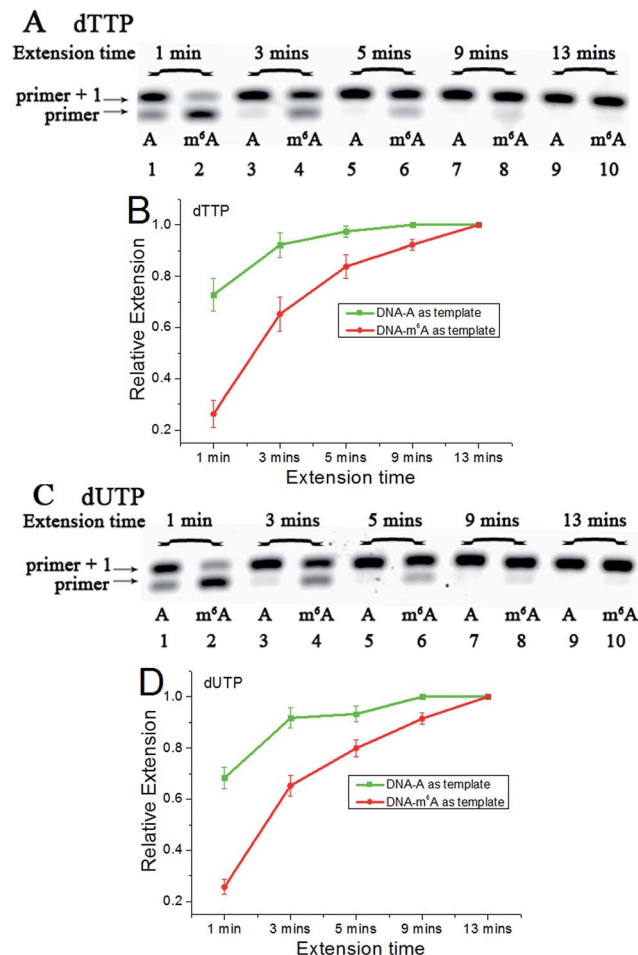 A dTTP
Extension time 1 min 3 mins 5 mins 9 mins 13 mins
primer + 1
primer
A m⁶A A m⁶A A m⁶A A m⁶A A m⁶A
1 2 3 4 5 6 7 8 9 10
B
dTTP
1.0
0.8
0.6
0.4
0.2
Relative Extension
DNA-A as template
DNA-m⁶A as template
1 min 3 mins 5 mins 9 mins 13 mins
Extension time
C dUTP
Extension time 1 min 3 mins 5 mins 9 mins 13 mins
primer + 1
primer
A m⁶A A m⁶A A m⁶A A m⁶A A m⁶A
1 2 3 4 5 6 7 8 9 10
D
dUTP
1.0
0.8
0.6
0.4
0.2
Relative Extension
DNA-A as template
DNA-m⁶A as template
1 min 3 mins 5 mins 9 mins 13 mins
Extension time